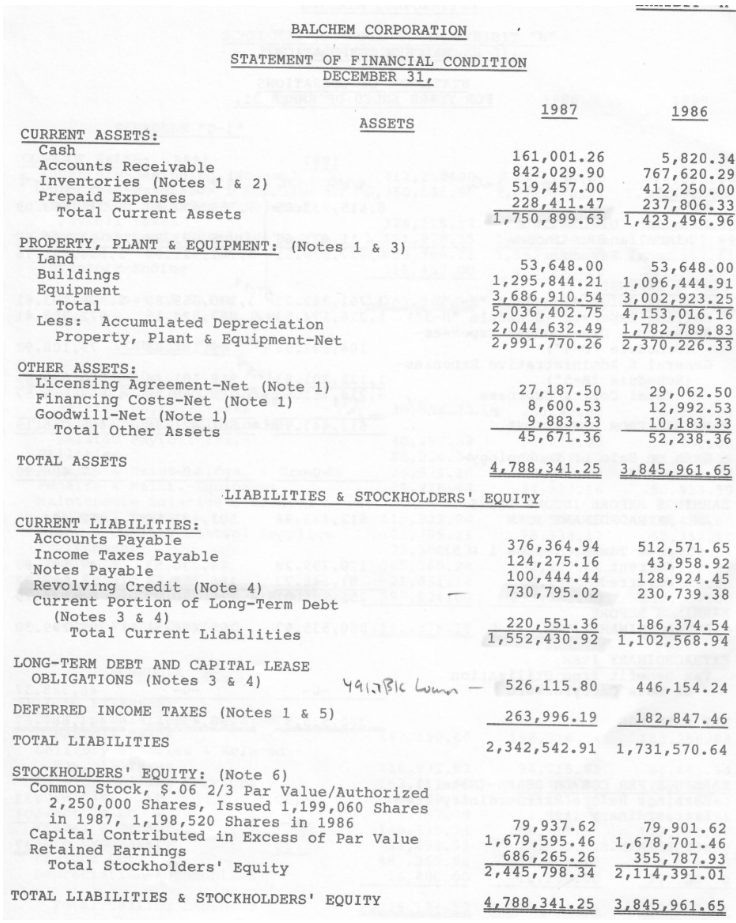 BALCHEM CORPORATION
STATEMENT OF FINANCIAL CONDITION
DECEMBER 31,
1987 1986
ASSETS
CURRENT ASSETS:
Cash 161,001.26 5,820.34
Accounts Receivable 842,029.90 767,620.29
Inventories (Notes 1 & 2) 519,457.00 412,250.00
Prepaid Expenses 228,411.47 237,806.33
Total Current Assets 1,750,899.63 1,423,496.96
PROPERTY, PLANT & EQUIPMENT: (Notes 1 & 3)
Land 53,648.00 53,648.00
Buildings 1,295,844.21 1,096,444.91
Equipment 3,686,910.54 3,002,923.25
Total 5,036,402.75 4,153,016.16
Less: Accumulated Depreciation 2,044,632.49 1,782,789.83
Property, Plant & Equipment-Net 2,991,770.26 2,370,226.33
OTHER ASSETS:
Licensing Agreement-Net (Note 1) 27,187.50 29,062.50
Financing Costs-Net (Note 1) 8,600.53 12,992.53
Goodwill-Net (Note 1) 9,883.33 10,183.33
Total Other Assets 45,671.36 52,238.36
TOTAL ASSETS 4,788,341.25 3,845,961.65
LIABILITIES & STOCKHOLDERS' EQUITY
CURRENT LIABILITIES:
Accounts Payable 376,364.94 512,571.65
Income Taxes Payable 124,275.16 43,958.92
Notes Payable 100,444.44 128,924.45
Revolving Credit (Note 4) — 730,795.02 230,739.38
Current Portion of Long-Term Debt
(Notes 3 & 4) 220,551.36 186,374.54
Total Current Liabilities 1,552,430.92 1,102,568.94
LONG-TERM DEBT AND CAPITAL LEASE
OBLIGATIONS (Notes 3 & 4) — 526,115.80 446,154.24
DEFERRED INCOME TAXES (Notes 1 & 5) 263,996.19 182,847.46
TOTAL LIABILITIES 2,342,542.91 1,731,570.64
STOCKHOLDERS' EQUITY: (Note 6)
Common Stock, $.06 2/3 Par Value/Authorized
2,250,000 Shares, Issued 1,199,060 Shares
in 1987, 1,198,520 Shares in 1986 79,937.62 79,901.62
Capital Contributed in Excess of Par Value 1,679,595.46 1,678,701.46
Retained Earnings 686,265.26 355,787.93
Total Stockholders' Equity 2,445,798.34 2,114,391.01
TOTAL LIABILITIES & STOCKHOLDERS' EQUITY 4,788,341.25 3,845,961.65